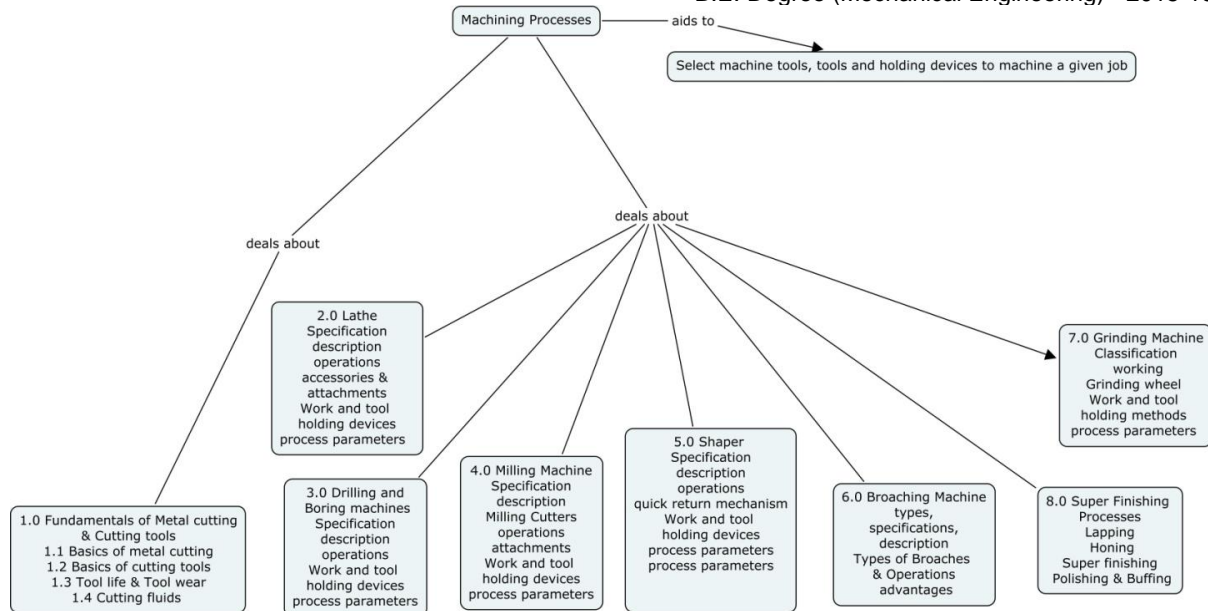 B.E. Degree (Mechanical Engineering)
Machining Processes
aids to
Select machine tools, tools and holding devices to machine a given job
deals about
deals about
1.0 Fundamentals of Metal cutting
& Cutting tools
1.1 Basics of metal cutting
1.2 Basics of cutting tools
1.3 Tool life & Tool wear
1.4 Cutting fluids
2.0 Lathe
Specification
description
operations
accessories &
attachments
Work and tool
holding devices
process parameters
3.0 Drilling and
Boring machines
Specification
description
operations
Work and tool
holding devices
process parameters
4.0 Milling Machine
Specification
description
Milling Cutters
operations
attachments
Work and tool
holding devices
process parameters
5.0 Shaper
Specification
description
operations
quick return mechanism
Work and tool
holding devices
process parameters
process parameters
6.0 Broaching Machine
types,
specifications,
description
Types of Broaches
& Operations
advantages
7.0 Grinding Machine
Classification
working
Grinding wheel
Work and tool
holding methods
process parameters
8.0 Super Finishing
Processes
Lapping
Honing
Super finishing
Polishing & Buffing